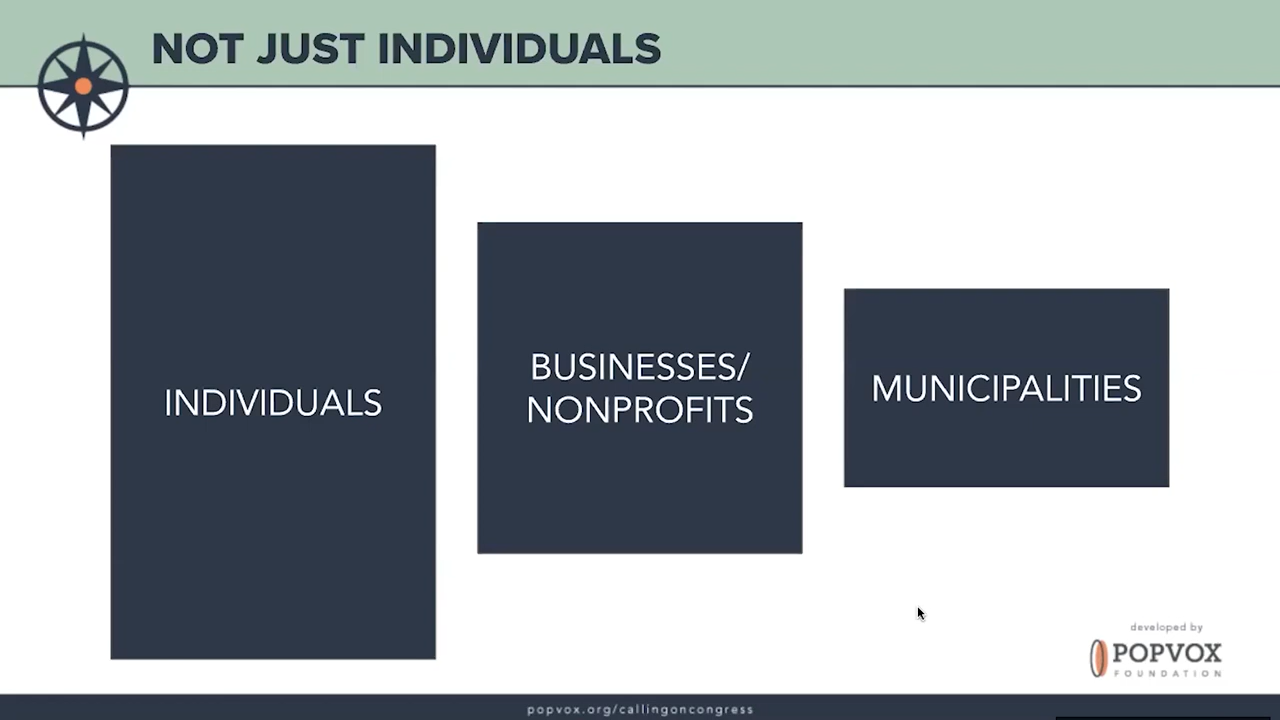 NOT JUST INDIVIDUALS
INDIVIDUALS
BUSINESSES/
NONPROFITS
MUNICIPALITIES
developed by
POPVOX
FOUNDATION
popvox.org/callingoncongress